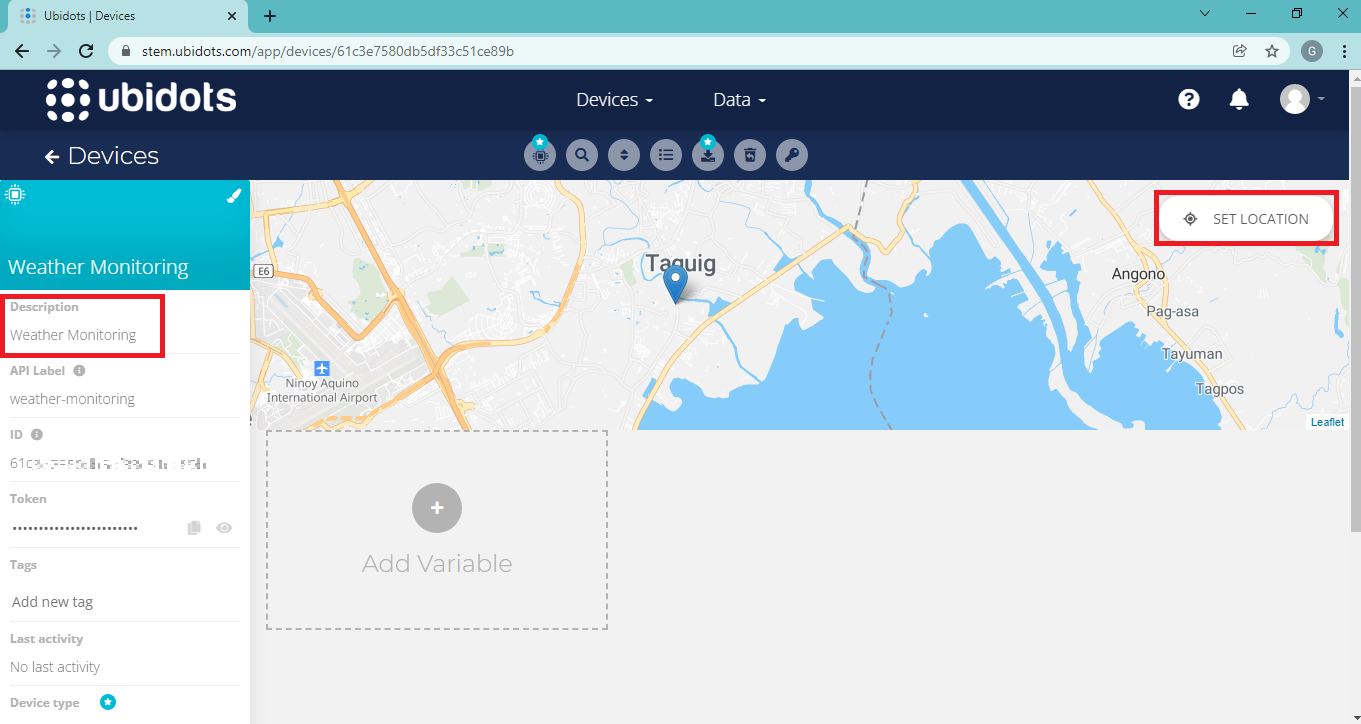 Ubidots | Devices
stem.ubidots.com/app/devices/61c3e7580db5df33c51ce89b
G
ubidots
Devices
Data
Devices
Weather Monitoring
SET LOCATION
Taguig
E6
Angono
Pag-asa
Tayuman
Tagpos
Ninoy Aquino
International Airport
Leaflet
Description
Weather Monitoring
API Label
weather-monitoring
ID
Token
Tags
Add new tag
Last activity
No last activity
Device type
Add Variable